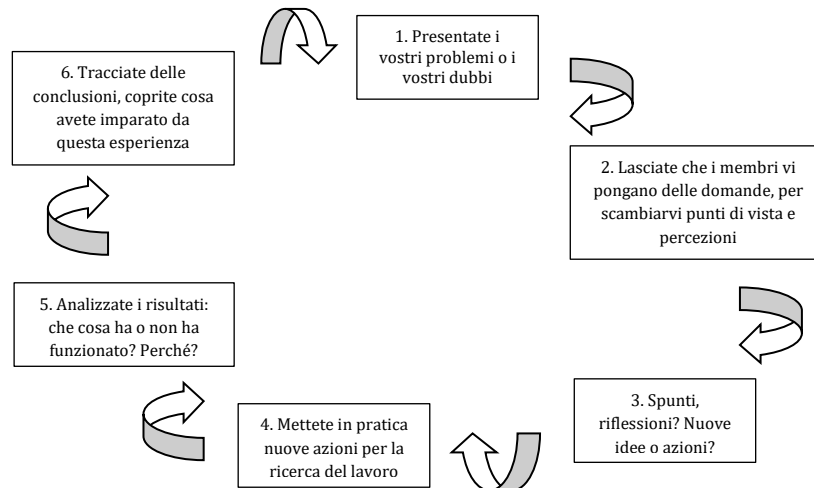 1. Presentate i
vostri problemi o i
vostri dubbi
2. Lasciate che i membri vi
pongano delle domande, per
scambiarvi punti di vista e
percezioni
3. Spunti,
riflessioni? Nuove
idee o azioni?
4. Mettete in pratica
nuove azioni per la
ricerca del lavoro
5. Analizzate i risultati:
che cosa ha o non ha
funzionato? Perché?
6. Tracciate delle
conclusioni, coprite cosa
avete imparato da
questa esperienza